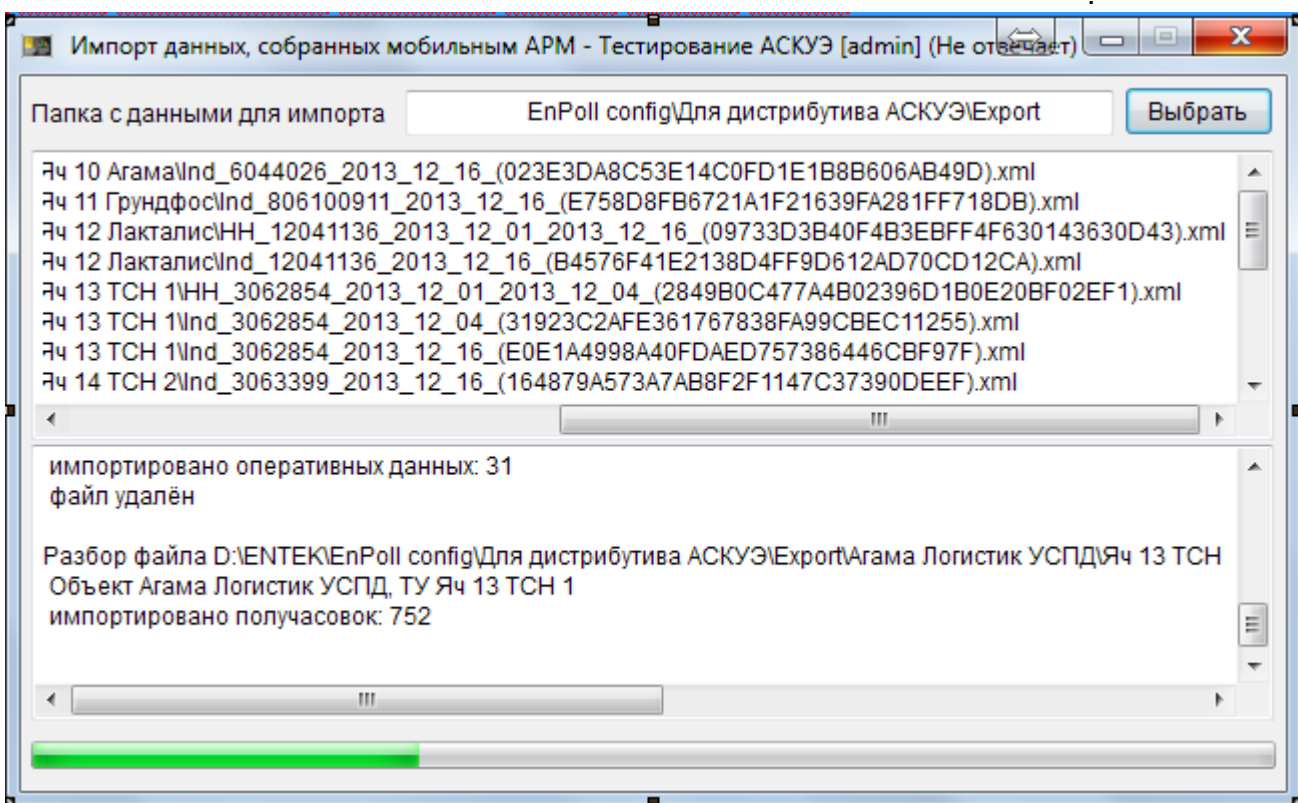 Импорт данных, собранных мобильным АРМ - Тестирование АСКУЭ [admin] (Не отвечает)
Папка с данными для импорта EnPoll config\Для дистрибутива АСКУЭ\Export Выбрать
Яч 10 Агама\Ind_6044026_2013_12_16_(023E3DA8C53E14C0FD1E1B8B606AB49D).xml
Яч 11 Грундфос\Ind_806100911_2013_12_16_(E758D8FB6721A1F21639FA281FF718DB).xml
Яч 12 Лакталис\HH_12041136_2013_12_01_2013_12_16_(09733D3B40F4B3EBFF4F630143630D43).xml
Яч 12 Лакталис\Ind_12041136_2013_12_16_(B4576F41E2138D4FF9D612AD70CD12CA).xml
Яч 13 ТСН 1\HH_3062854_2013_12_01_2013_12_04_(2849B0C477A4B02396D1B0E20BF02EF1).xml
Яч 13 ТСН 1\Ind_3062854_2013_12_04_(31923C2AFE361767838FA99CBEC11255).xml
Яч 13 ТСН 1\Ind_3062854_2013_12_16_(E0E1A4998A40FDAED757386446CBF97F).xml
Яч 14 ТСН 2\Ind_3063399_2013_12_16_(164879A573A7AB8F2F1147C37390DEEF).xml
импортировано оперативных данных: 31
файл удалён
Разбор файла D:\ENTEK\EnPoll config\Для дистрибутива АСКУЭ\Export\Агама Логистик УСПД\Яч 13 ТСН
Объект Агама Логистик УСПД, ТУ Яч 13 ТСН 1
импортировано получасовок: 752